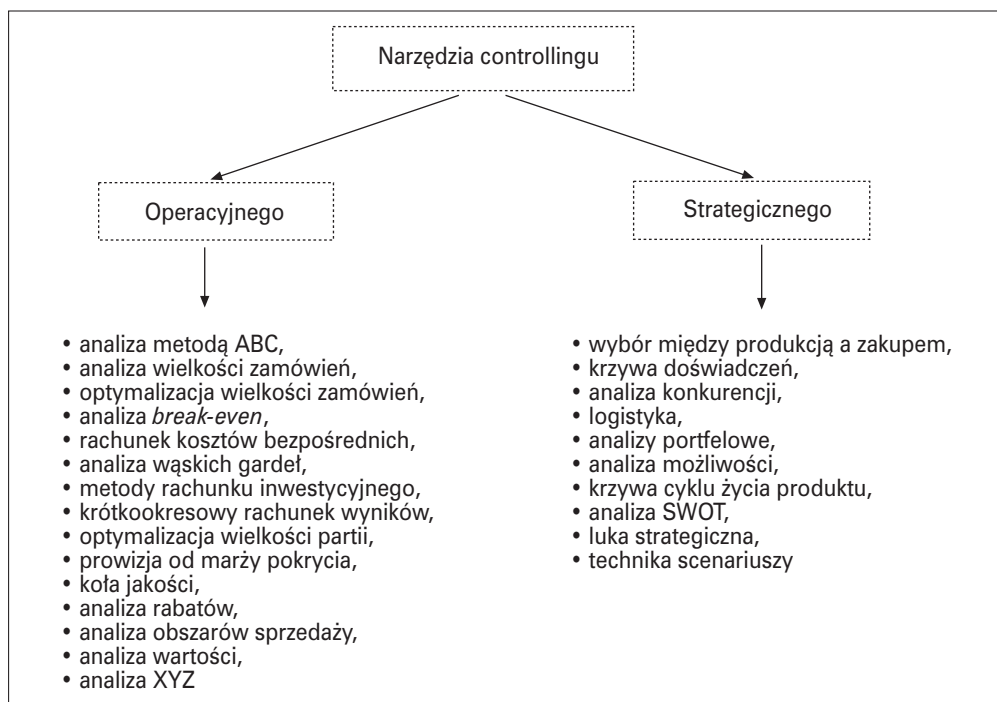 Narzędzia controllingu
Operacyjnego
• analiza metodą ABC,
• analiza wielkości zamówień,
• optymalizacja wielkości zamówień,
• analiza break-even,
• rachunek kosztów bezpośrednich,
• analiza wąskich gardeł,
• metody rachunku inwestycyjnego,
• krótkookresowy rachunek wyników,
• optymalizacja wielkości partii,
• prowizja od marży pokrycia,
• koła jakości,
• analiza rabatów,
• analiza obszarów sprzedaży,
• analiza wartości,
• analiza XYZ
Strategicznego
• wybór między produkcją a zakupem,
• krzywa doświadczeń,
• analiza konkurencji,
• logistyka,
• analizy portfelowe,
• analiza możliwości,
• krzywa cyklu życia produktu,
• analiza SWOT,
• luka strategiczna,
• technika scenariuszy